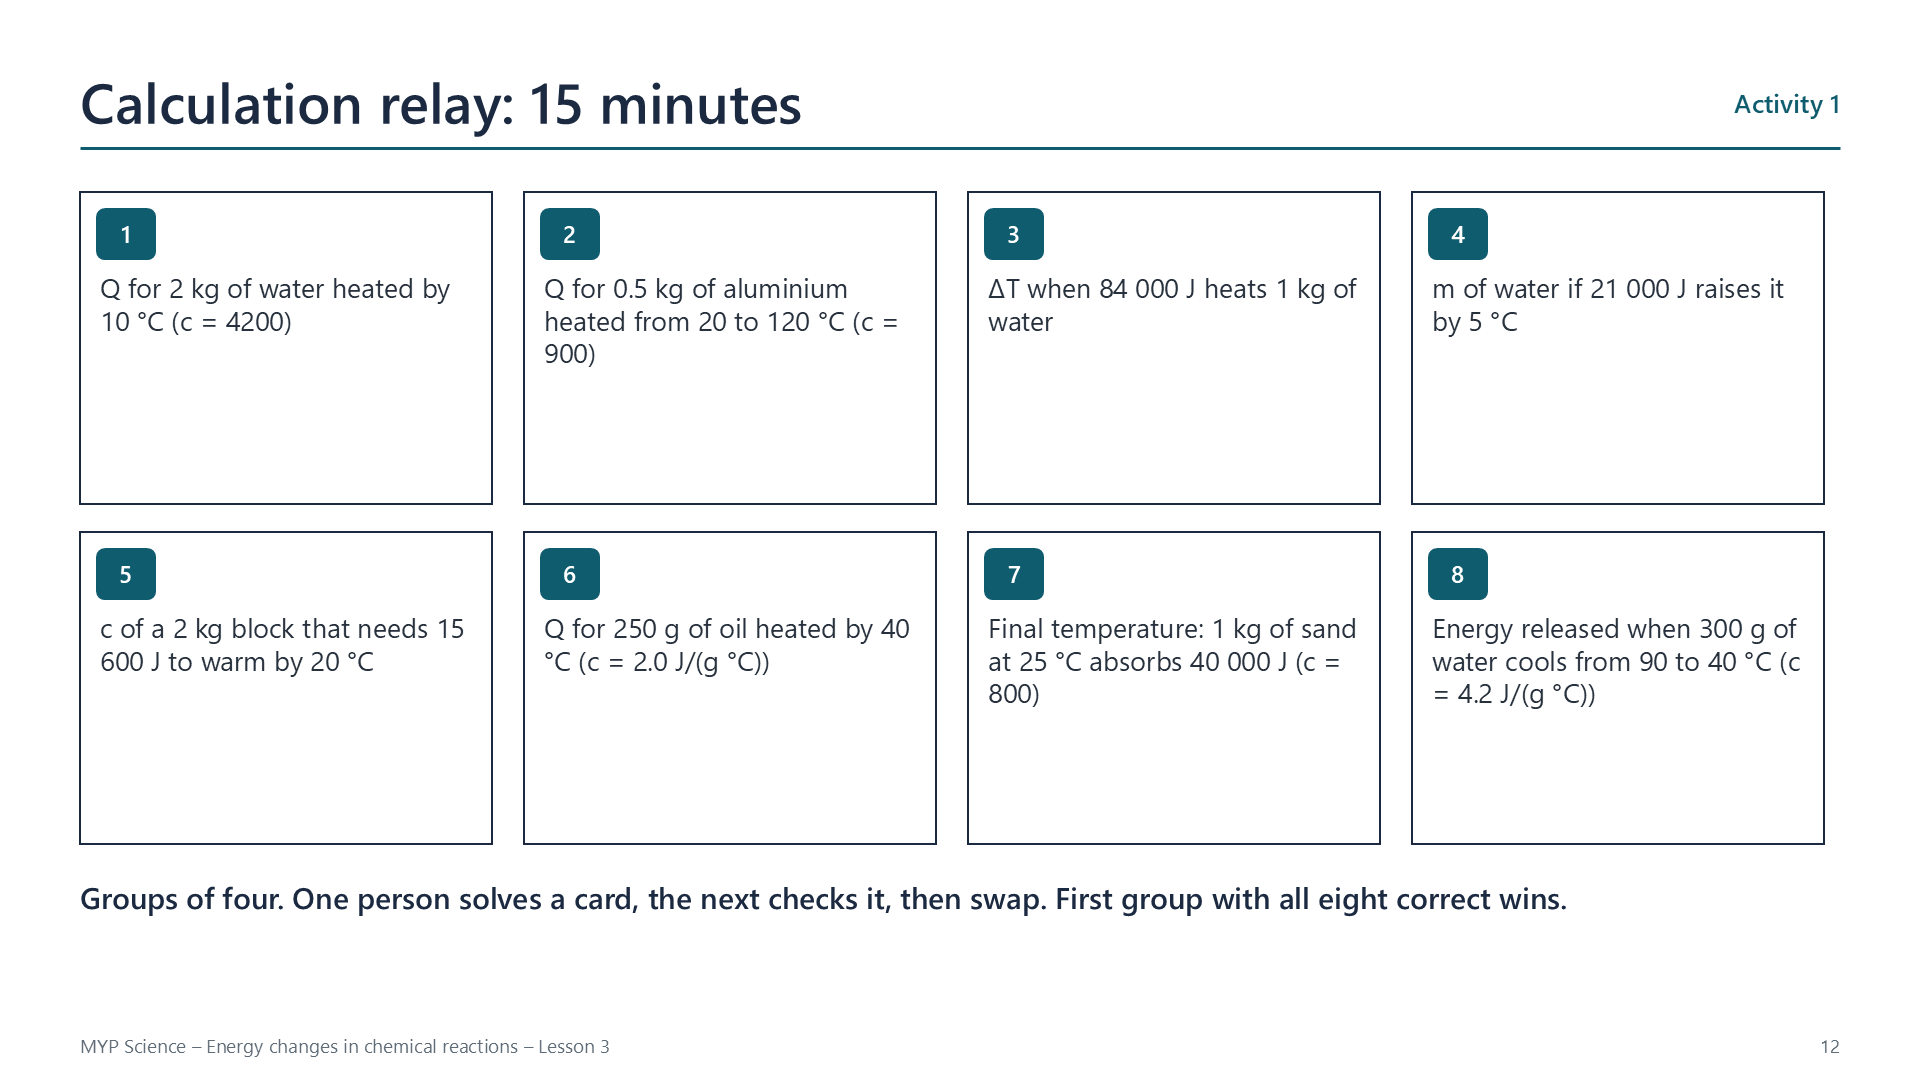 Calculation relay: 15 minutes
Activity 1
1
Q for 2 kg of water heated by
10 °C (c = 4200)
2
Q for 0.5 kg of aluminium
heated from 20 to 120 °C (c =
900)
3
ΔT when 84 000 J heats 1 kg of
water
4
m of water if 21 000 J raises it
by 5 °C
5
c of a 2 kg block that needs 15
600 J to warm by 20 °C
6
Q for 250 g of oil heated by 40
°C (c = 2.0 J/(g °C))
7
Final temperature: 1 kg of sand
at 25 °C absorbs 40 000 J (c =
800)
8
Energy released when 300 g of
water cools from 90 to 40 °C (c
= 4.2 J/(g °C))
Groups of four. One person solves a card, the next checks it, then swap. First group with all eight correct wins.
MYP Science – Energy changes in chemical reactions – Lesson 3
12